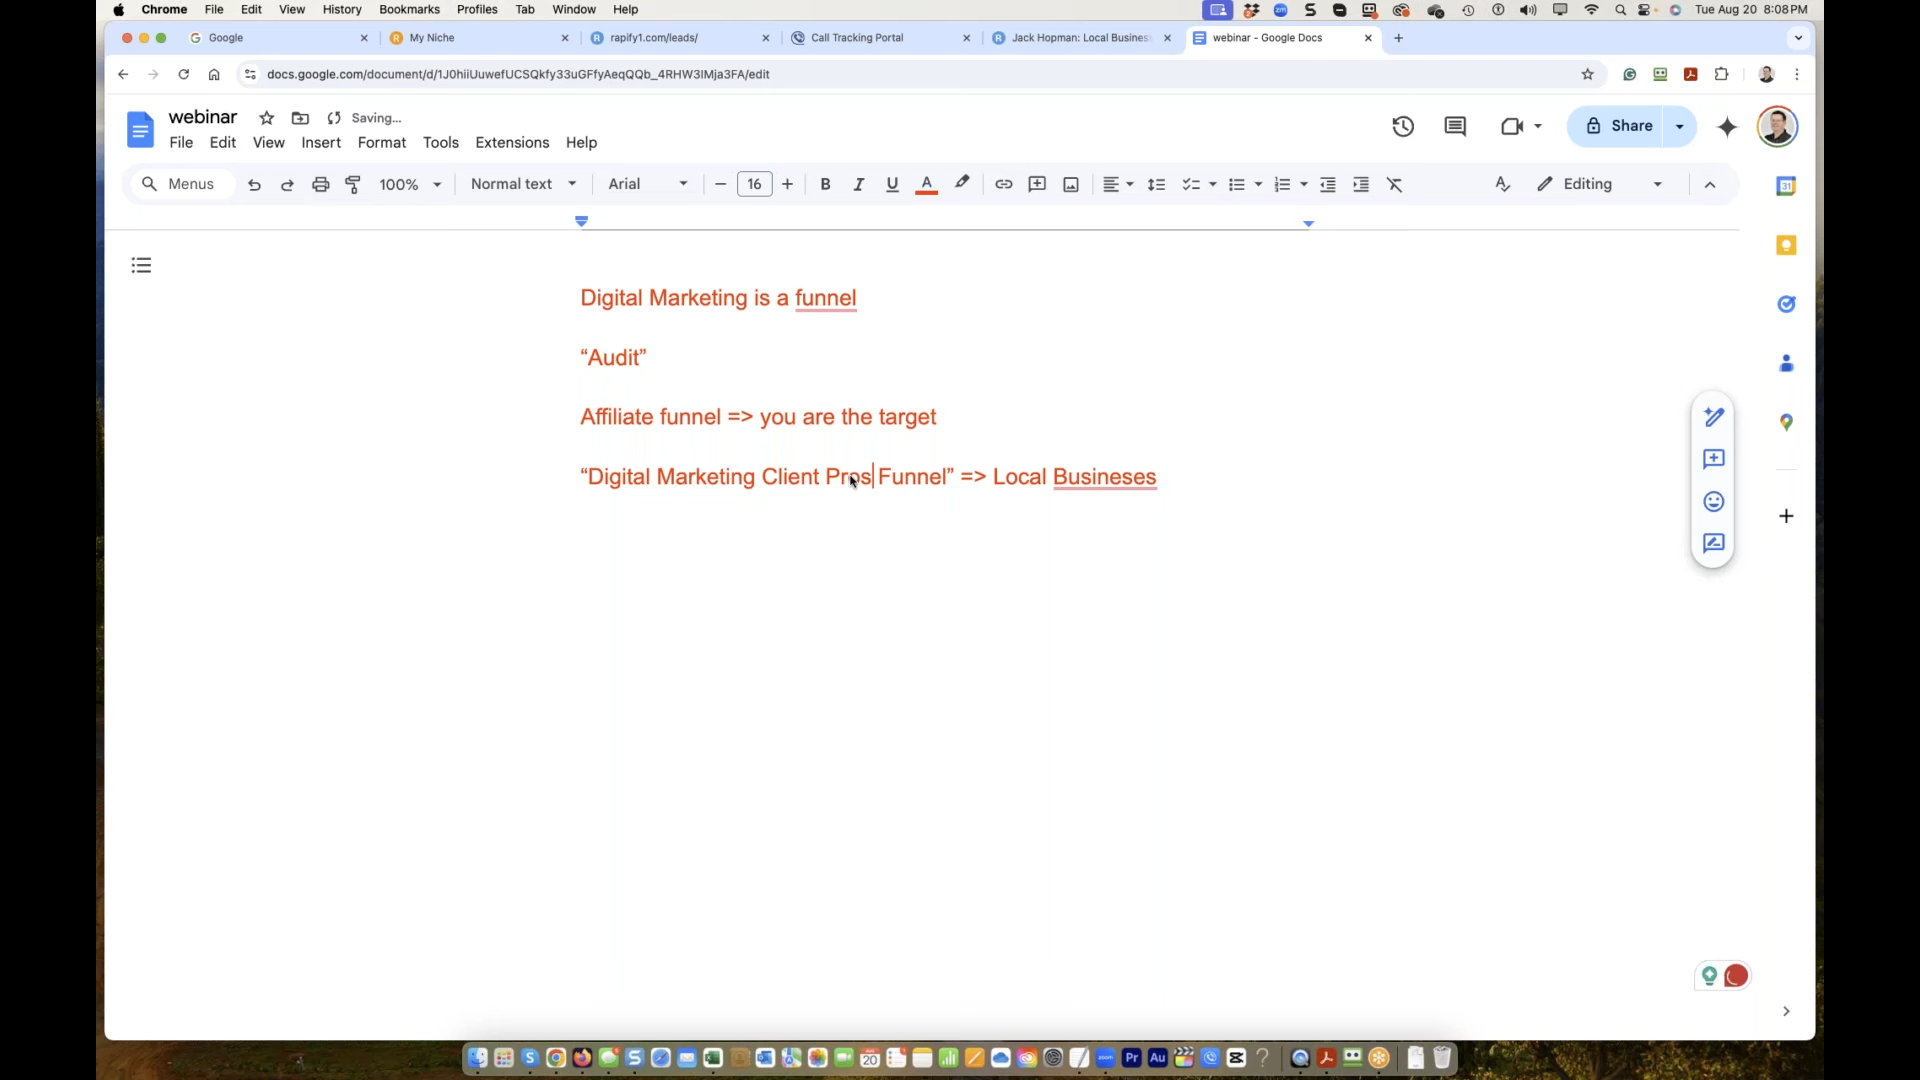 Chrome File Edit View History Bookmarks Profiles Tab Window Help Tue Aug 20 8:08 PM
Google My Niche rapify1.com/leads/ Call Tracking Portal Jack Hopman: Local Busines webinar - Google Docs
docs.google.com/document/d/1J0hiiUuwefUCSQkfy33uGFfyAeqQQb_4RHW3IMja3FA/edit
webinar Saving...
File Edit View Insert Format Tools Extensions Help
Share
Menus 100% Normal text Arial 16 Editing
Digital Marketing is a funnel
“Audit”
Affiliate funnel => you are the target
“Digital Marketing Client Pros Funnel” => Local Busineses